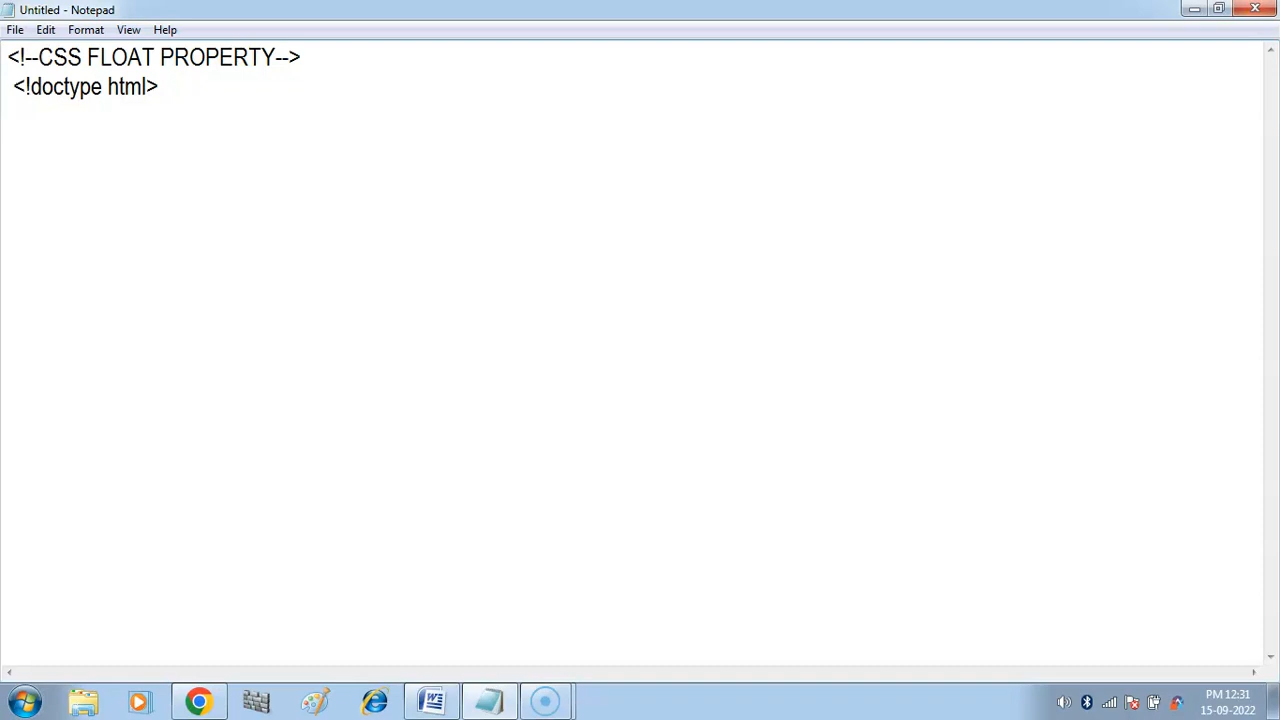 Untitled - Notepad
File Edit Format View Help
<!--CSS FLOAT PROPERTY-->
<!doctype html>
PM 12:31
15-09-2022